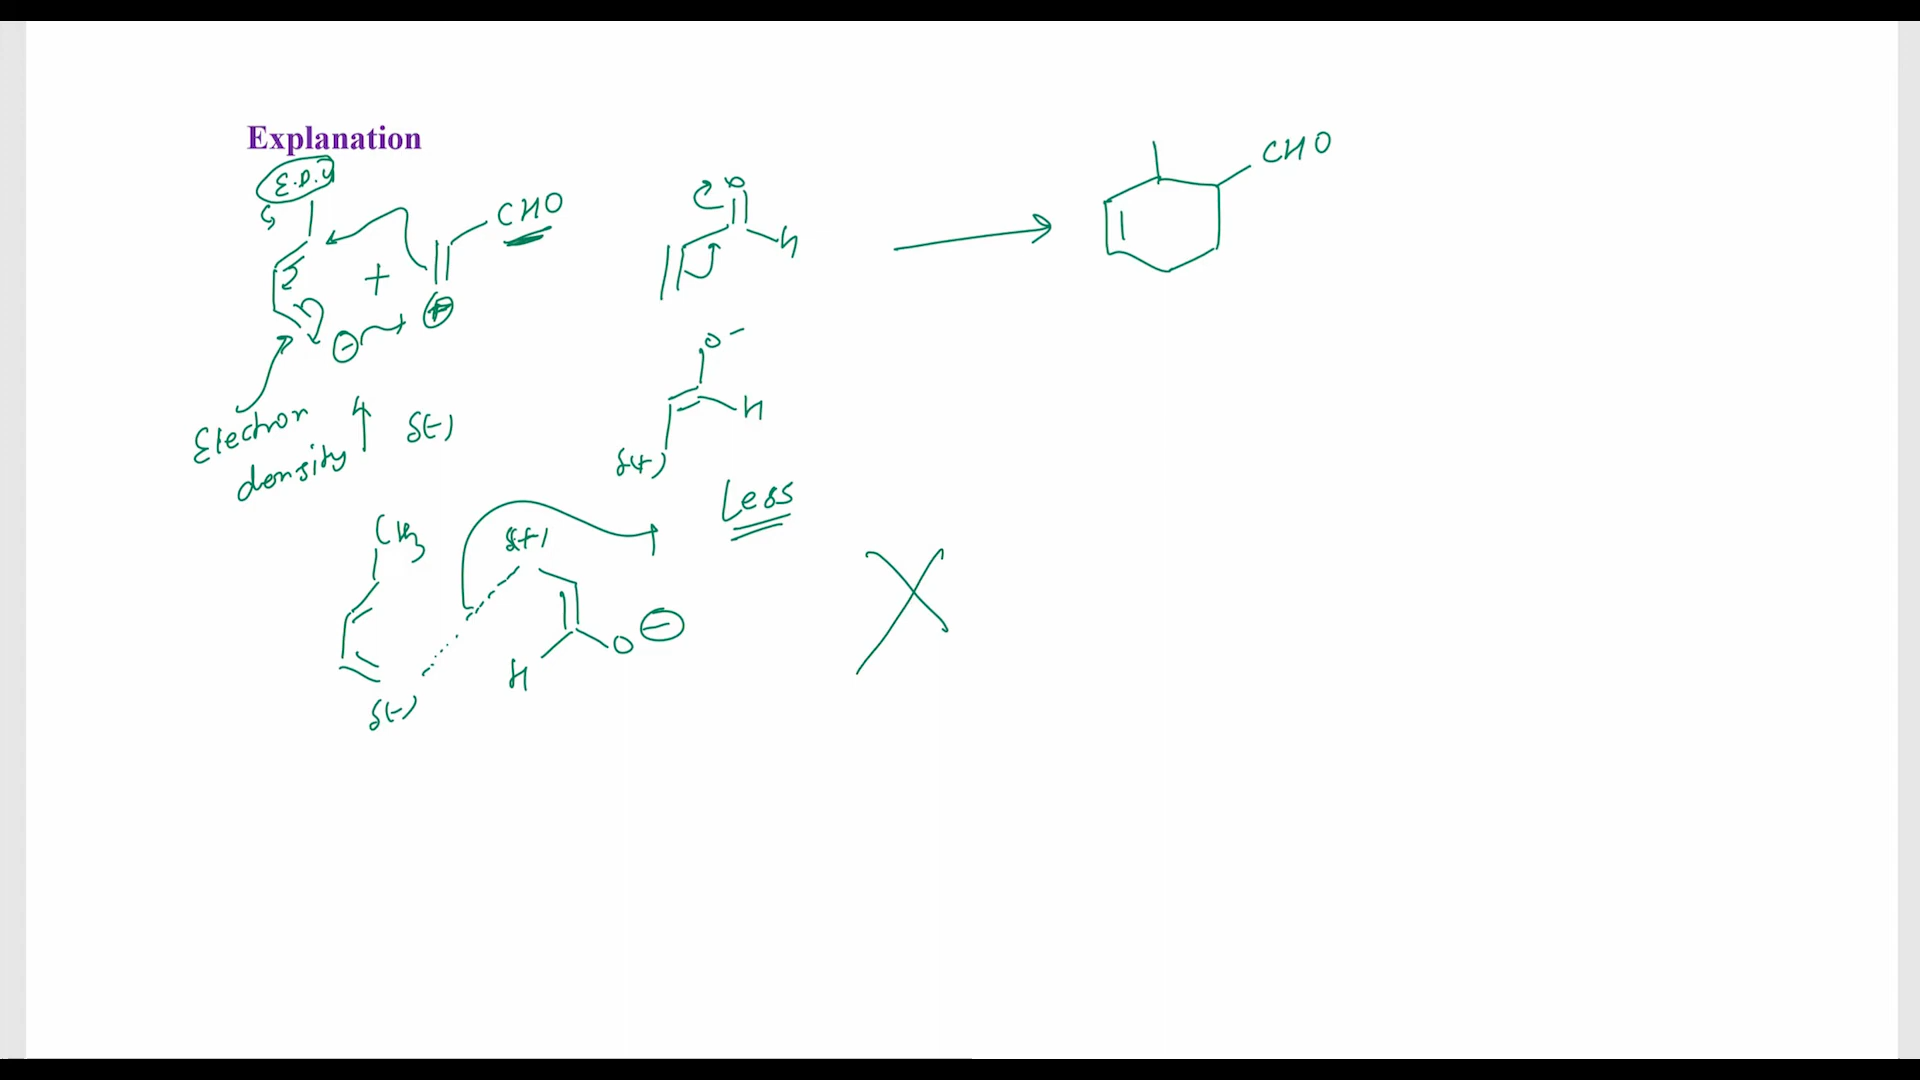 Explanation
E.D.G
CHO
+
⊕
⊖
O
H
CHO
Electron
density ↑ δ(-)
O-
H
δ(+)
Less
CH3
δ(+)
H
O ⊖
δ(-)